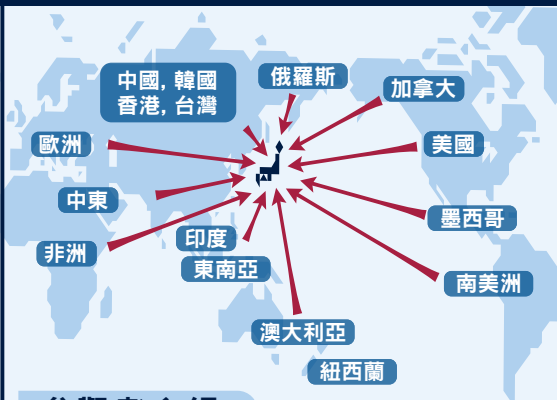 中國, 韓國
香港, 台灣
俄羅斯
加拿大
歐洲
美國
中東
墨西哥
非洲
印度
東南亞
南美洲
澳大利亞
紐西蘭